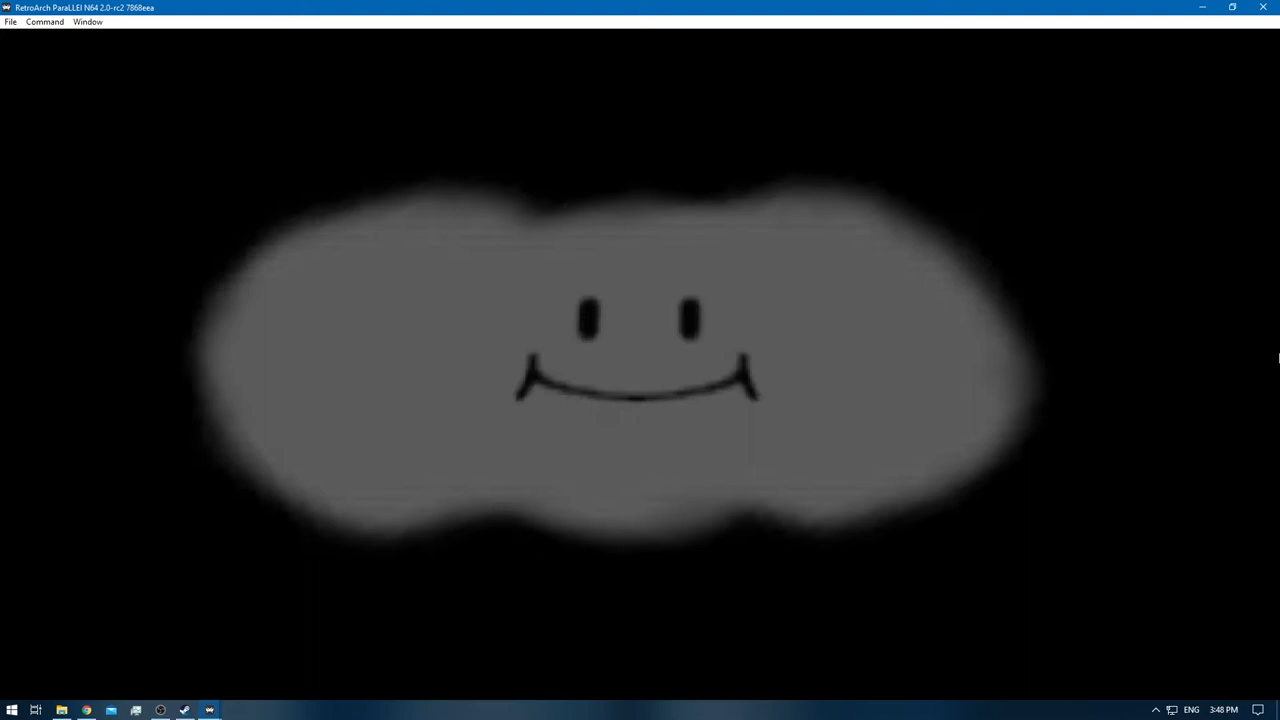 RetroArch ParaLLEl N64 2.0-rc2 7868eea
File Command Window
ENG 3:48 PM